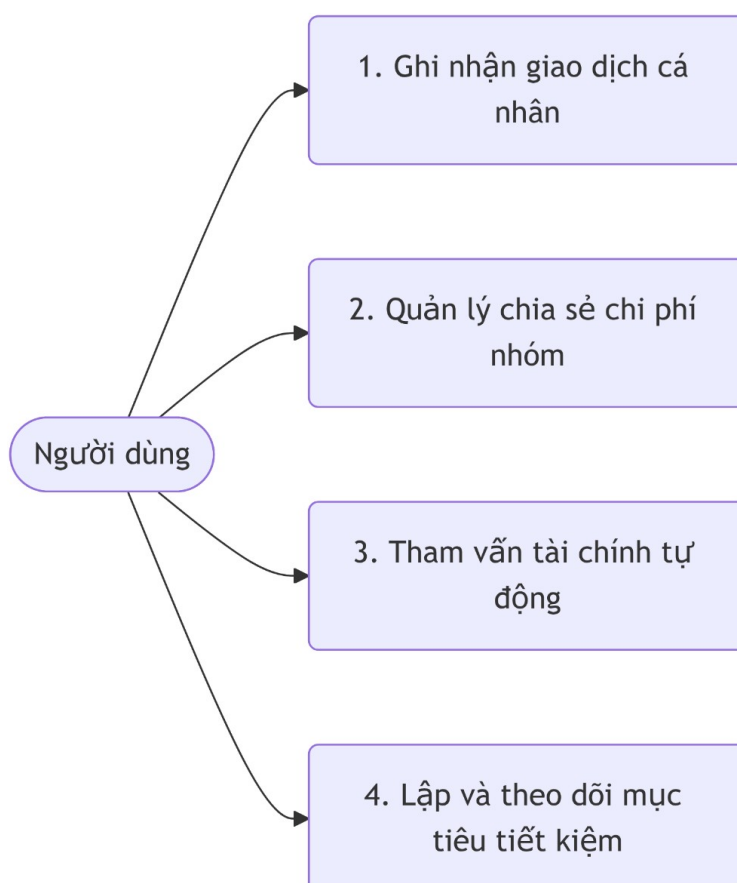 1. Ghi nhận giao dịch cá
nhân
2. Quản lý chia sẻ chi phí
nhóm
Người dùng
3. Tham vấn tài chính tự
động
4. Lập và theo dõi mục
tiêu tiết kiệm